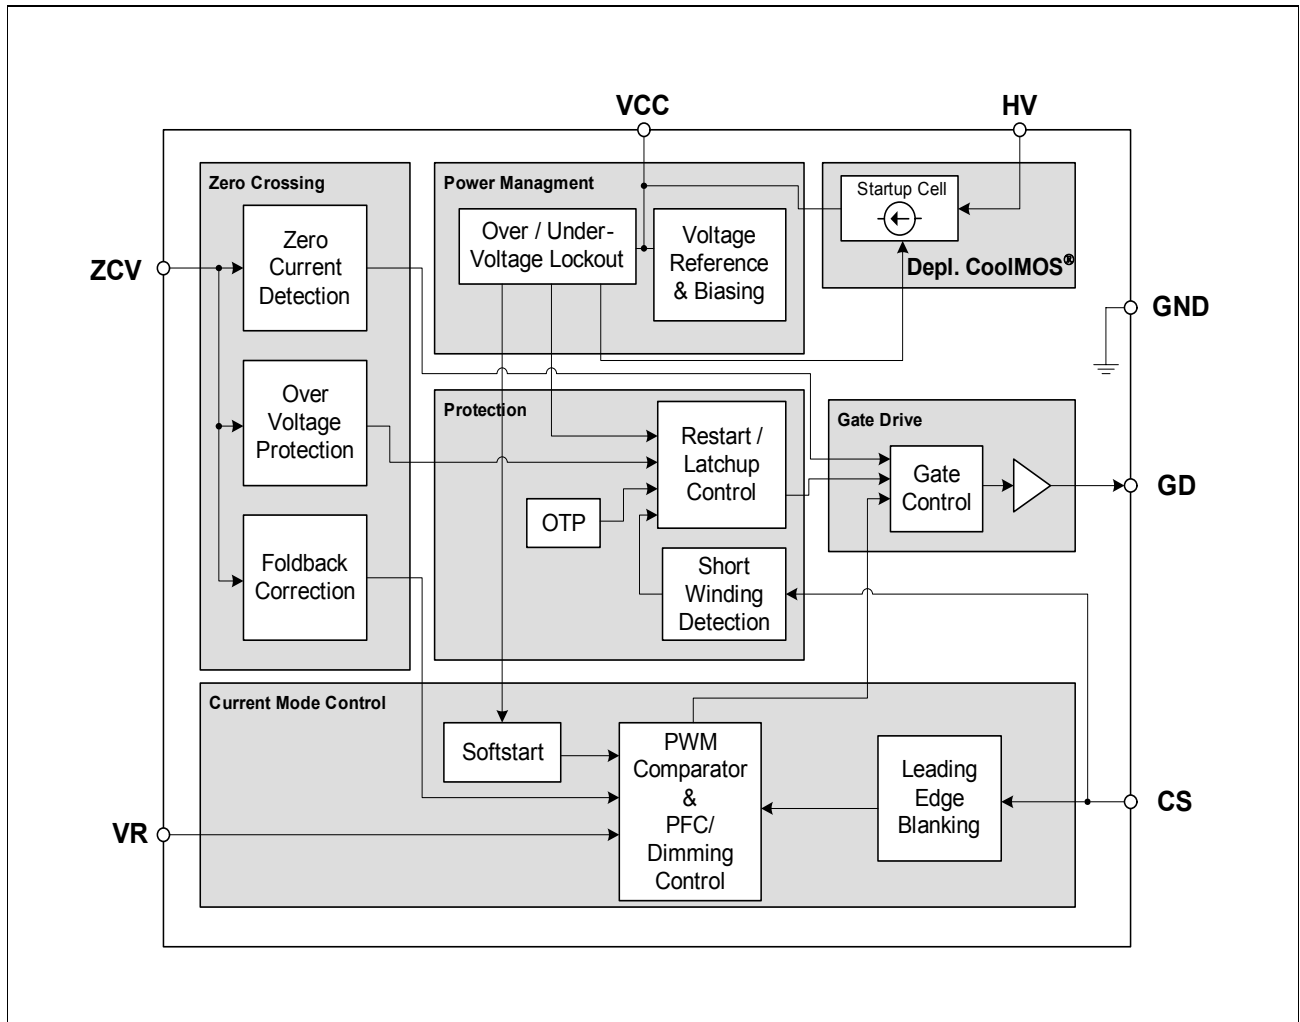 VCC
HV
Zero Crossing
Power Managment
Startup Cell
Zero
Current
Detection
Over / Under-
Voltage Lockout
Voltage
Reference
& Biasing
Depl. CoolMOS®
ZCV
GND
Over
Voltage
Protection
Protection
Restart /
Latchup
Control
Gate Drive
Gate
Control
GD
OTP
Foldback
Correction
Short
Winding
Detection
Current Mode Control
Softstart
PWM
Comparator
&
PFC/
Dimming
Control
Leading
Edge
Blanking
CS
VR